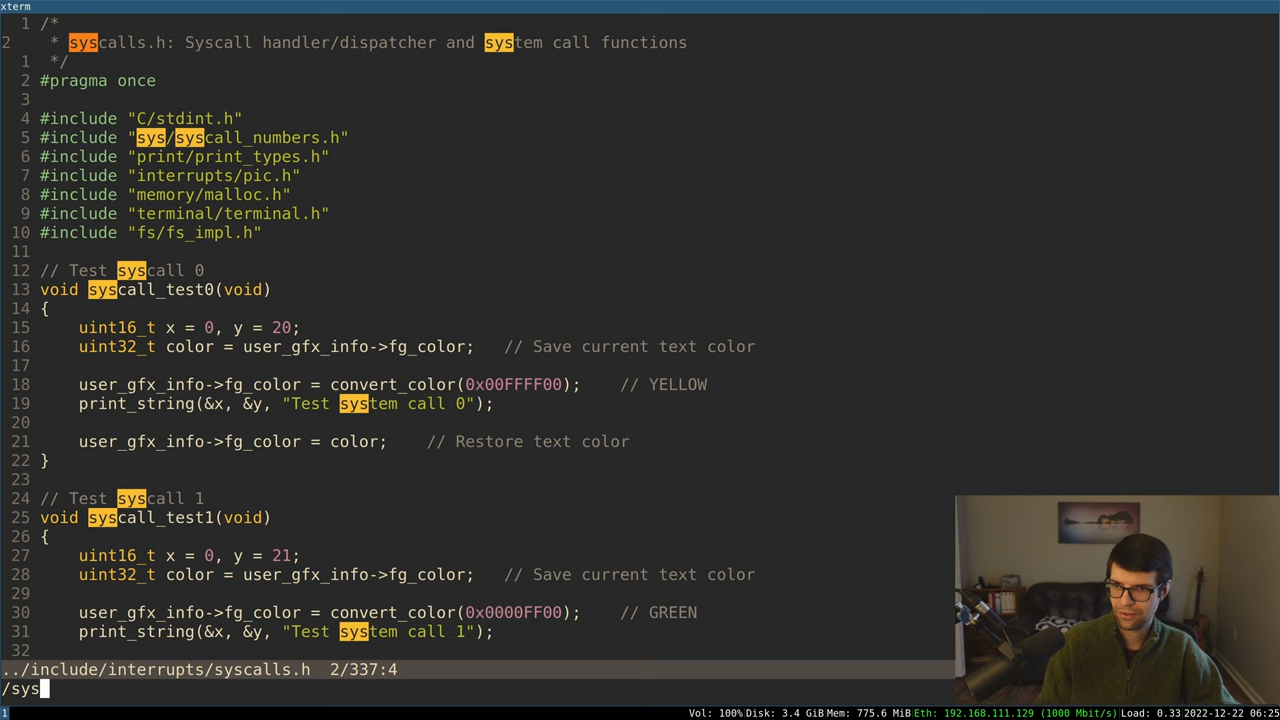 xterm
1 /*
2 * syscalls.h: Syscall handler/dispatcher and system call functions
1 */
2 #pragma once
3
4 #include "C/stdint.h"
5 #include "sys/syscall_numbers.h"
6 #include "print/print_types.h"
7 #include "interrupts/pic.h"
8 #include "memory/malloc.h"
9 #include "terminal/terminal.h"
10 #include "fs/fs_impl.h"
11
12 // Test syscall 0
13 void syscall_test0(void)
14 {
15 uint16_t x = 0, y = 20;
16 uint32_t color = user_gfx_info->fg_color; // Save current text color
17
18 user_gfx_info->fg_color = convert_color(0x00FFFF00); // YELLOW
19 print_string(&x, &y, "Test system call 0");
20
21 user_gfx_info->fg_color = color; // Restore text color
22 }
23
24 // Test syscall 1
25 void syscall_test1(void)
26 {
27 uint16_t x = 0, y = 21;
28 uint32_t color = user_gfx_info->fg_color; // Save current text color
29
30 user_gfx_info->fg_color = convert_color(0x0000FF00); // GREEN
31 print_string(&x, &y, "Test system call 1");
32
../include/interrupts/syscalls.h 2/337:4
/sys
1 Vol: 100% Disk: 3.4 GiB Mem: 775.6 MiB Eth: 192.168.111.129 (1000 Mbit/s) Load: 0.33 2022-12-22 06:25